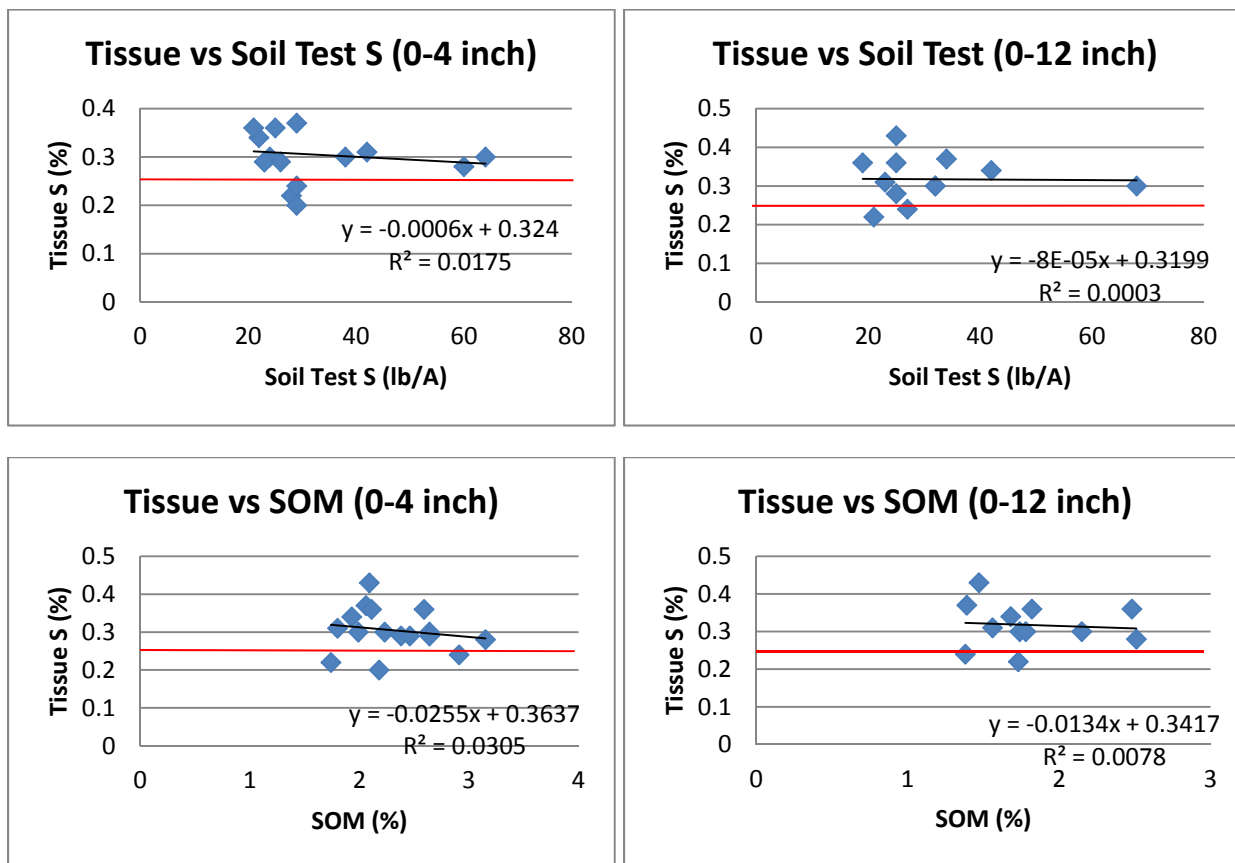 Tissue vs Soil Test S (0-4 inch)
Tissue S (%)
0.4
0.3
0.2
0.1
0
y = -0.0006x + 0.324
R² = 0.0175
0 20 40 60 80
Soil Test S (lb/A)
Tissue vs Soil Test (0-12 inch)
Tissue S (%)
0.5
0.4
0.3
0.2
0.1
0
y = -8E-05x + 0.3199
R² = 0.0003
0 20 40 60 80
Soil Test S (lb/A)
Tissue vs SOM (0-4 inch)
Tissue S (%)
0.5
0.4
0.3
0.2
0.1
0
y = -0.0255x + 0.3637
R² = 0.0305
0 1 2 3 4
SOM (%)
Tissue vs SOM (0-12 inch)
Tissue S (%)
0.5
0.4
0.3
0.2
0.1
0
y = -0.0134x + 0.3417
R² = 0.0078
0 1 2 3
SOM (%)